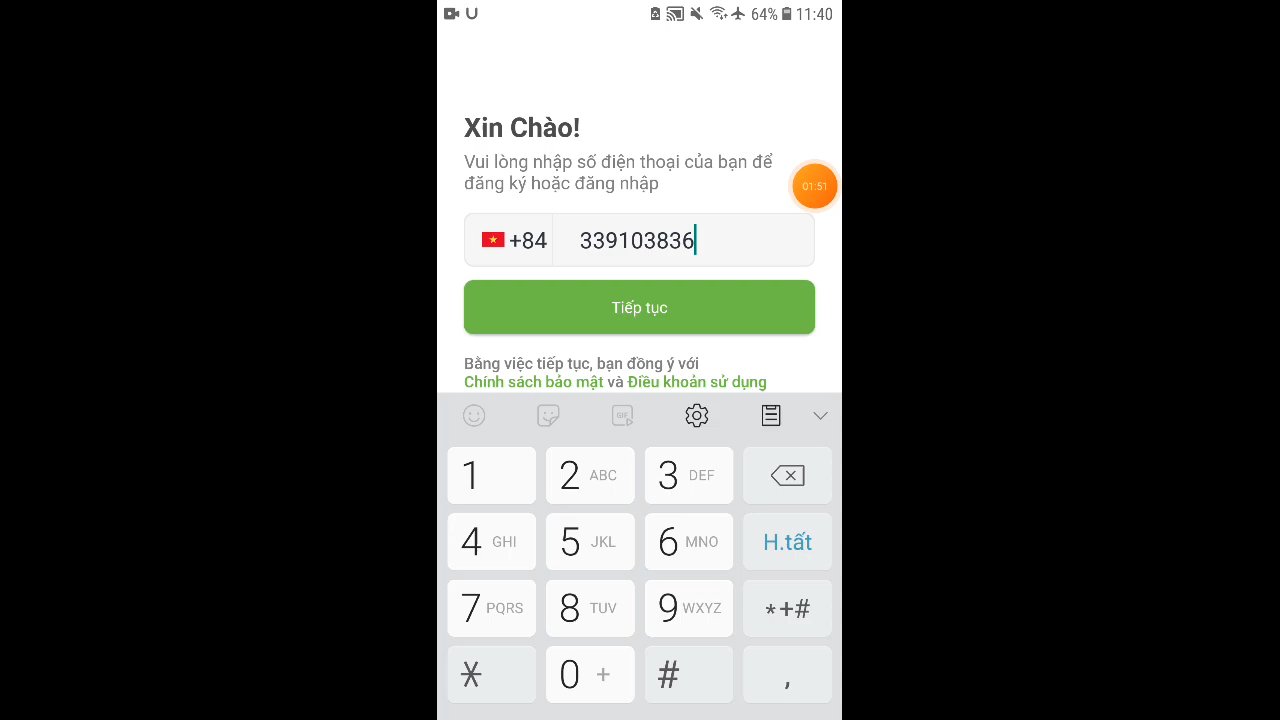 64% 11:40
Xin Chào!
Vui lòng nhập số điện thoại của bạn để
đăng ký hoặc đăng nhập
01:51
+84 339103836
Tiếp tục
Bằng việc tiếp tục, bạn đồng ý với
Chính sách bảo mật và Điều khoản sử dụng
GIF
1 2 ABC 3 DEF
4 GHI 5 JKL 6 MNO H.tất
7 PQRS 8 TUV 9 WXYZ *+#
* 0 + # ,